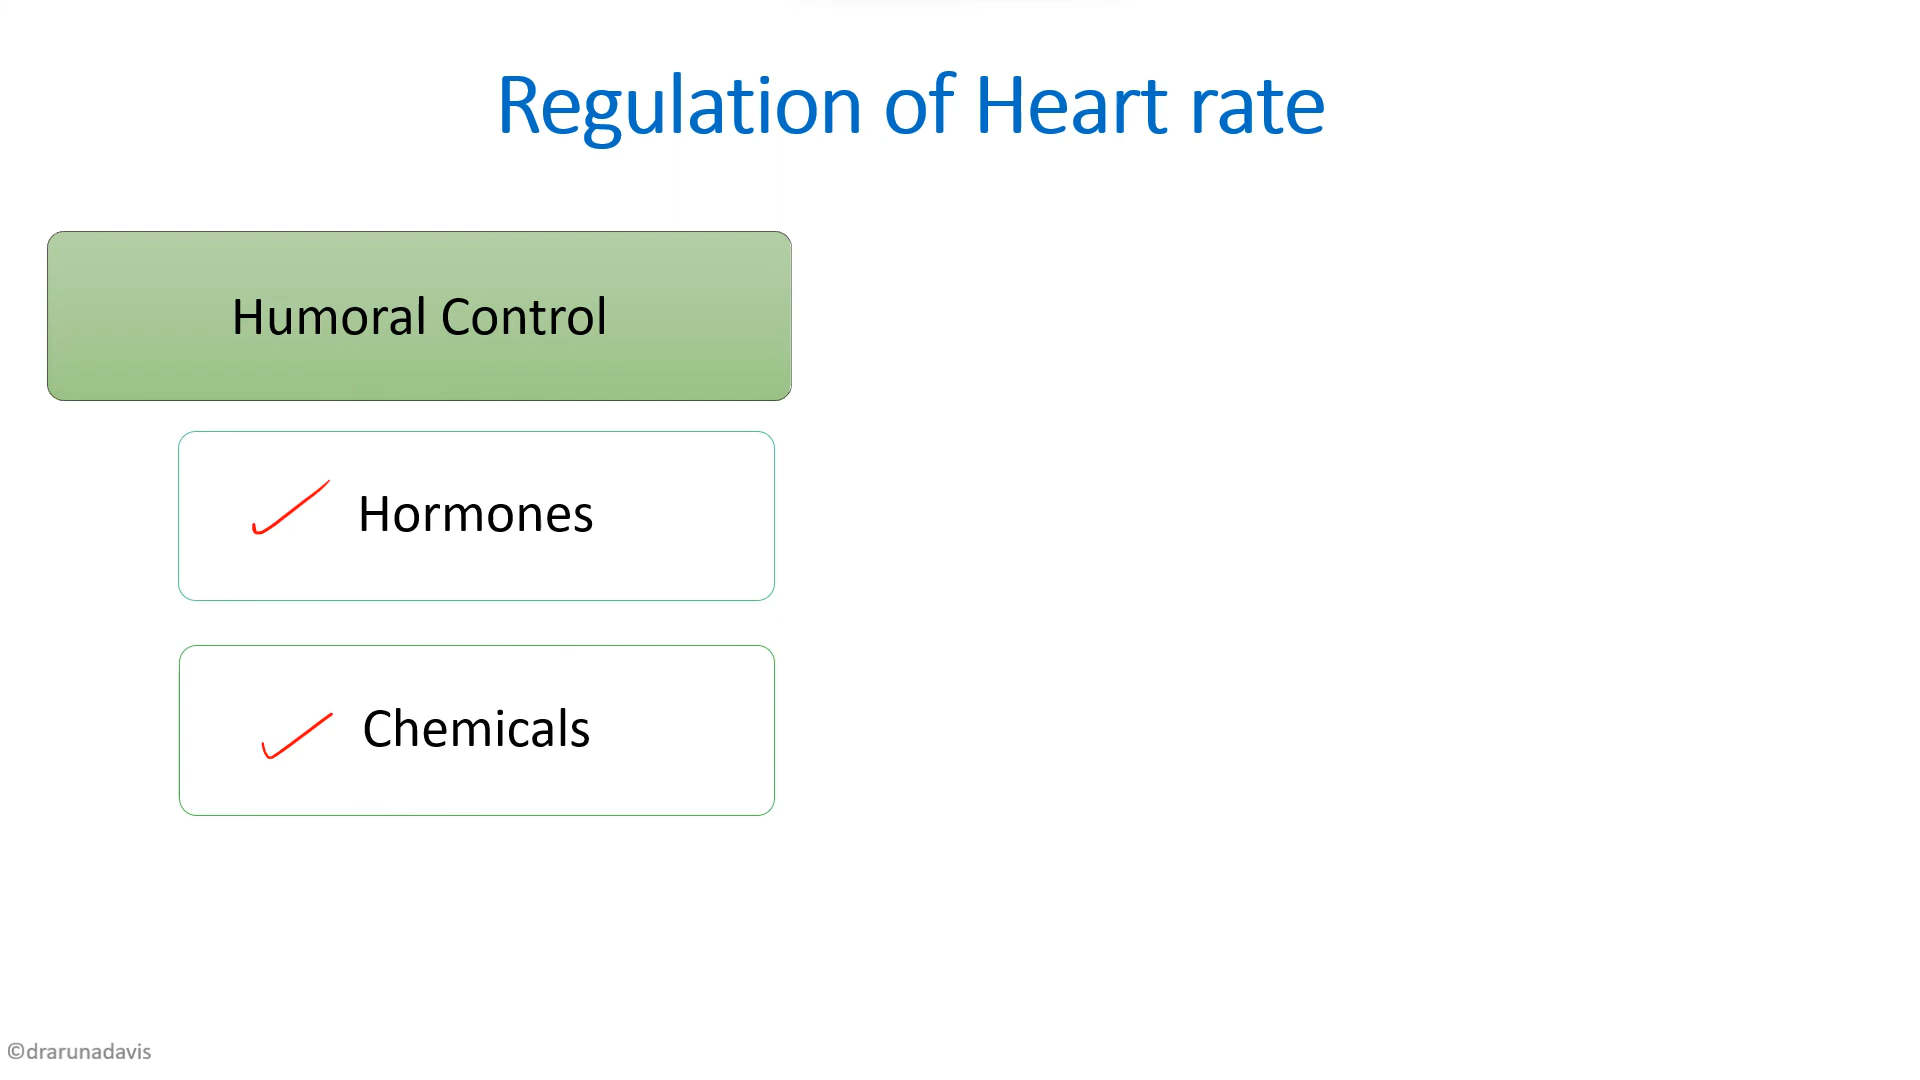 Regulation of Heart rate
Humoral Control
Hormones
Chemicals
©drarunadavis